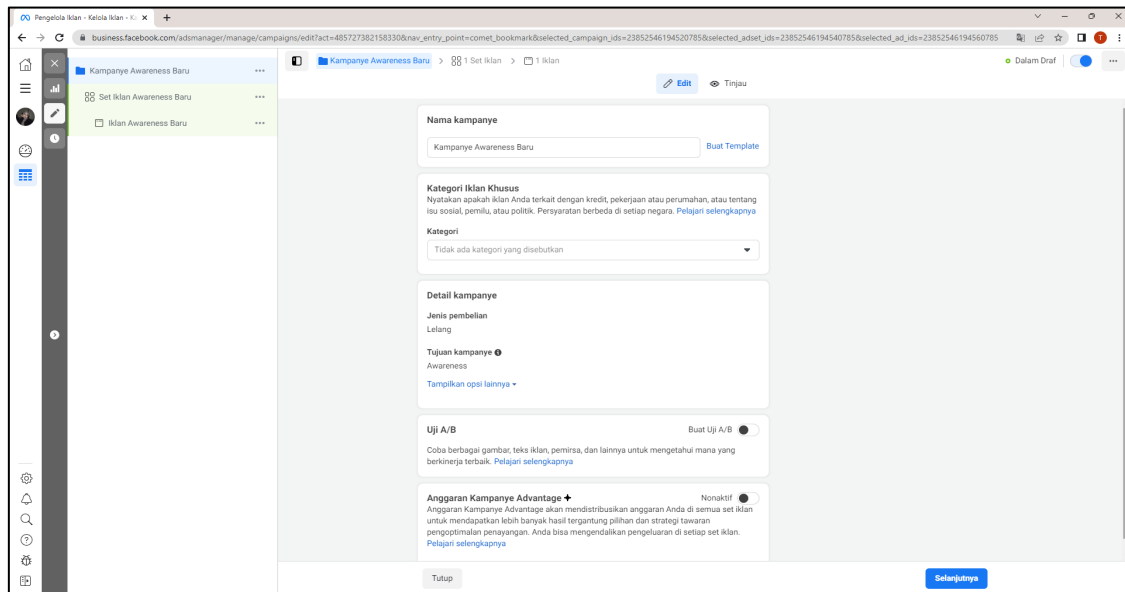 Pengelola Iklan - Kelola Iklan - Ka
business.facebook.com/adsmanager/manage/campaigns/edit?act=485727382158330&nav_entry_point=comet_bookmark&selected_campaign_ids=23852546194520785&selected_adset_ids=23852546194540785&selected_ad_ids=23852546194560785
T
Kampanye Awareness Baru
Set Iklan Awareness Baru
Iklan Awareness Baru
Kampanye Awareness Baru > 1 Set Iklan > 1 Iklan
Dalam Draf
Edit
Tinjau
Nama kampanye
Kampanye Awareness Baru
Buat Template
Kategori Iklan Khusus
Nyatakan apakah iklan Anda terkait dengan kredit, pekerjaan atau perumahan, atau tentang
isu sosial, pemilu, atau politik. Persyaratan berbeda di setiap negara. Pelajari selengkapnya
Kategori
Tidak ada kategori yang disebutkan
Detail kampanye
Jenis pembelian
Lelang
Tujuan kampanye
Awareness
Tampilkan opsi lainnya
Uji A/B
Buat Uji A/B
Coba berbagai gambar, teks iklan, pemirsa, dan lainnya untuk mengetahui mana yang
berkinerja terbaik. Pelajari selengkapnya
Anggaran Kampanye Advantage
Nonaktif
Anggaran Kampanye Advantage akan mendistribusikan anggaran Anda di semua set iklan
untuk mendapatkan lebih banyak hasil tergantung pilihan dan strategi tawaran
pengoptimalan penayangan. Anda bisa mengendalikan pengeluaran di setiap set iklan.
Pelajari selengkapnya
Tutup
Selanjutnya